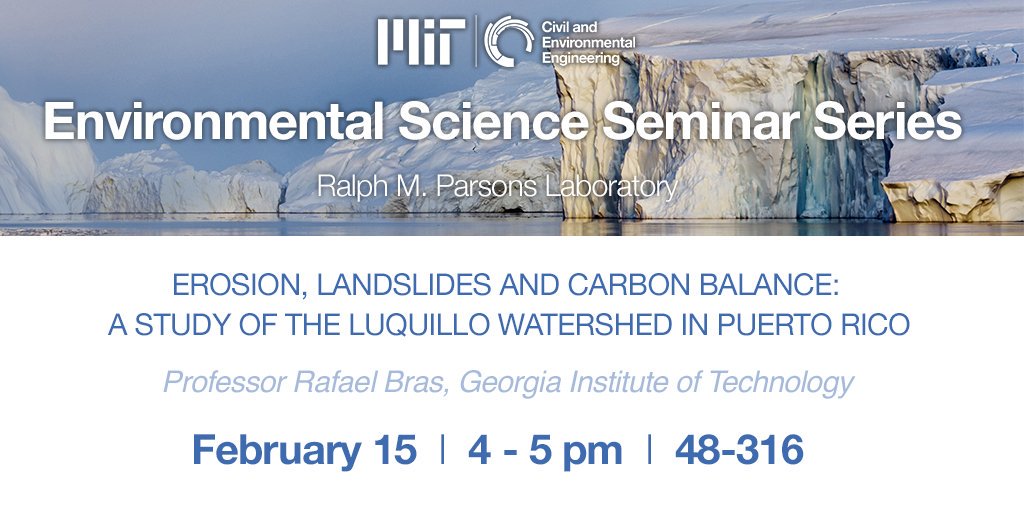 MIT
Civil and
Environmental
Engineering
Environmental Science Seminar Series
Ralph M. Parsons Laboratory
EROSION, LANDSLIDES AND CARBON BALANCE:
A STUDY OF THE LUQUILLO WATERSHED IN PUERTO RICO
Professor Rafael Bras, Georgia Institute of Technology
February 15 | 4 - 5 pm | 48-316